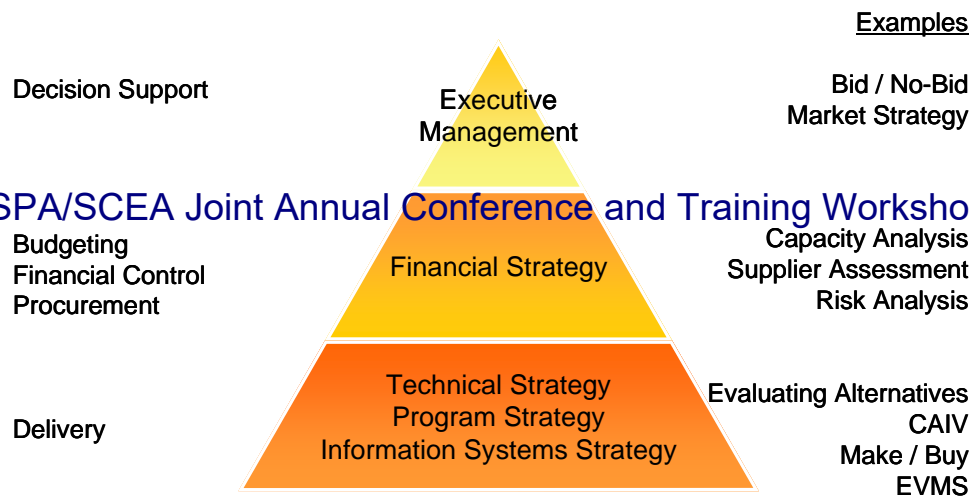 Examples
Decision Support
Executive
Management
Bid / No-Bid
Market Strategy
SPA/SCEA Joint Annual Conference and Training Worksho
Budgeting
Financial Control
Procurement
Financial Strategy
Capacity Analysis
Supplier Assessment
Risk Analysis
Delivery
Technical Strategy
Program Strategy
Information Systems Strategy
Evaluating Alternatives
CAIV
Make / Buy
EVMS